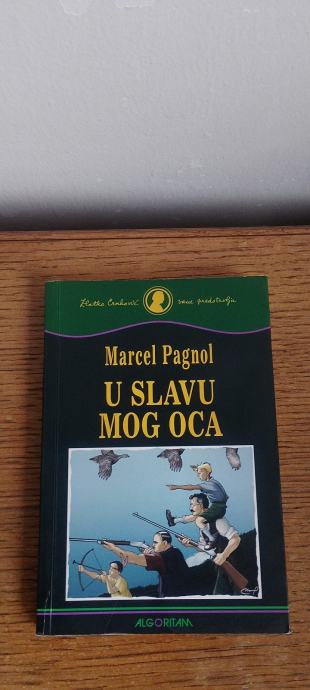 Zlatko Crnković vam predstavlja
Marcel Pagnol
U SLAVU
MOG OCA
ALGORITAM